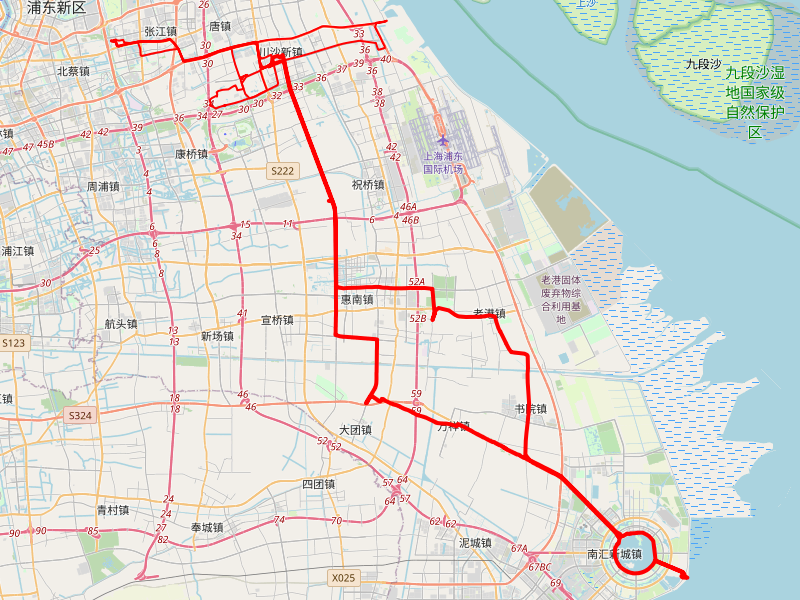 26
上沙
浦东新区
张江镇
唐镇
33
30
川沙新镇
33
40
九段沙
九段沙湿
地国家级
自然保护
区
北蔡镇
37
36
33
32
30
30
30
34
27
38
38
36
39
42
42
47
47
45B
康桥镇
42
42
上海浦东
国际机场
S222
周浦镇
祝桥镇
46A
46B
4
6
15
11
34
6
6
8
浦江镇
25
30
52A
老港固体
废弃物综
合利用基
地
惠南镇
老港镇
52B
41
宣桥镇
航头镇
新场镇
13
13
S123
59
18
18
46
46
59
书院镇
S324
大团镇
万祥镇
52
52
四团镇
64
57
64
57
24
24
27
82
青村镇
奉城镇
74
70
62
62
90
90
85
泥城镇
67A
67B
69
南汇新城镇
X025